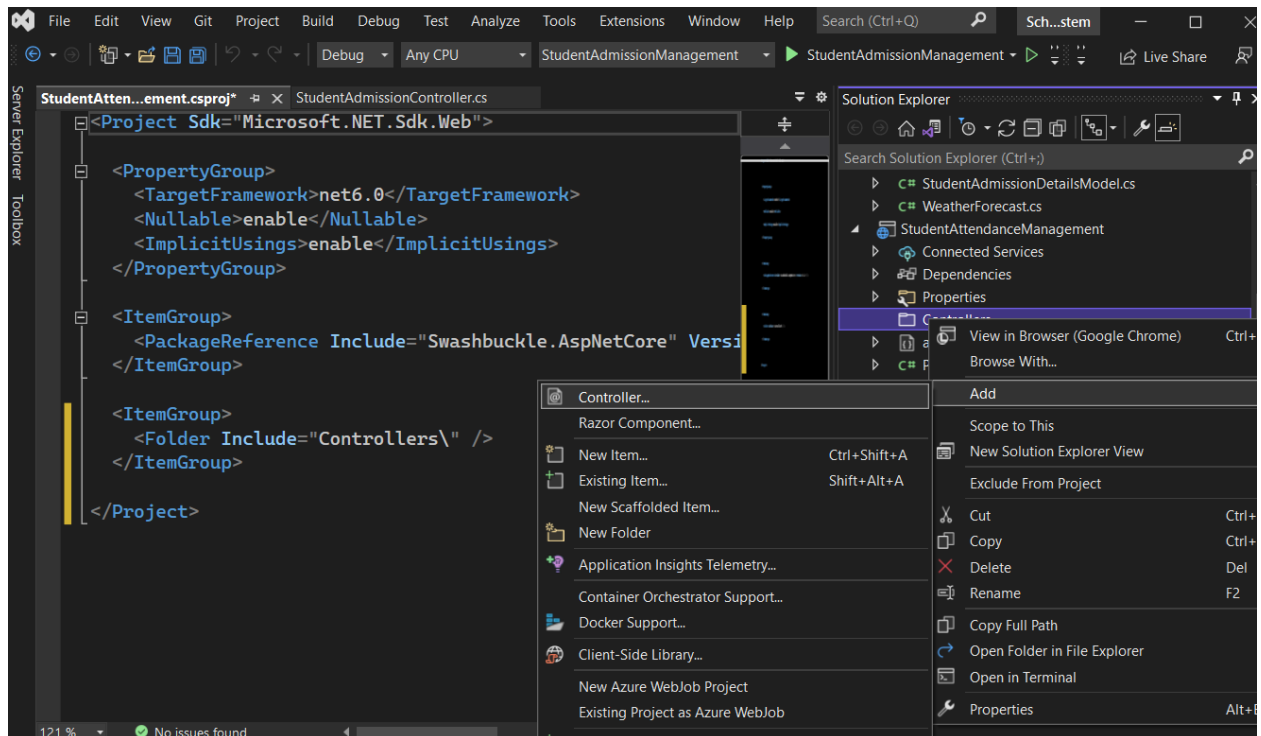 File Edit View Git Project Build Debug Test Analyze Tools Extensions Window Help Search (Ctrl+Q) Sch...stem
Debug Any CPU StudentAdmissionManagement StudentAdmissionManagement Live Share
Server Explorer
Toolbox
StudentAtten...ement.csproj* StudentAdmissionController.cs
<Project Sdk="Microsoft.NET.Sdk.Web">
<PropertyGroup>
<TargetFramework>net6.0</TargetFramework>
<Nullable>enable</Nullable>
<ImplicitUsings>enable</ImplicitUsings>
</PropertyGroup>
<ItemGroup>
<PackageReference Include="Swashbuckle.AspNetCore" Versi
</ItemGroup>
<ItemGroup>
<Folder Include="Controllers\" />
</ItemGroup>
</Project>
121 % No issues found
Solution Explorer
Search Solution Explorer (Ctrl+;)
C# StudentAdmissionDetailsModel.cs
C# WeatherForecast.cs
StudentAttendanceManagement
Connected Services
Dependencies
Properties
Controllers
a
C# P
View in Browser (Google Chrome) Ctrl+
Browse With...
Add
Scope to This
New Solution Explorer View
Exclude From Project
Cut Ctrl+
Copy Ctrl+
Delete Del
Rename F2
Copy Full Path
Open Folder in File Explorer
Open in Terminal
Properties Alt+E
Controller...
Razor Component...
New Item... Ctrl+Shift+A
Existing Item... Shift+Alt+A
New Scaffolded Item...
New Folder
Application Insights Telemetry...
Container Orchestrator Support...
Docker Support...
Client-Side Library...
New Azure WebJob Project
Existing Project as Azure WebJob